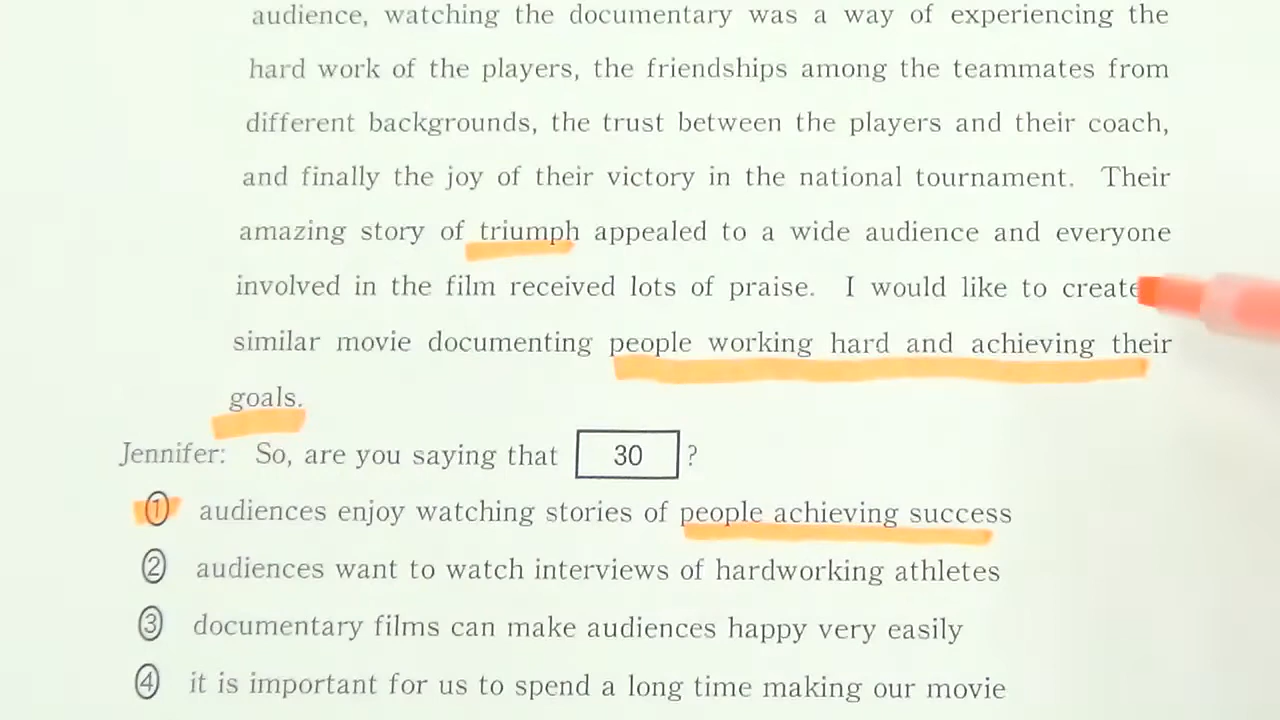 audience, watching the documentary was a way of experiencing the
hard work of the players, the friendships among the teammates from
different backgrounds, the trust between the players and their coach,
and finally the joy of their victory in the national tournament. Their
amazing story of triumph appealed to a wide audience and everyone
involved in the film received lots of praise. I would like to create
similar movie documenting people working hard and achieving their
goals.
Jennifer: So, are you saying that 30 ?
① audiences enjoy watching stories of people achieving success
② audiences want to watch interviews of hardworking athletes
③ documentary films can make audiences happy very easily
④ it is important for us to spend a long time making our movie